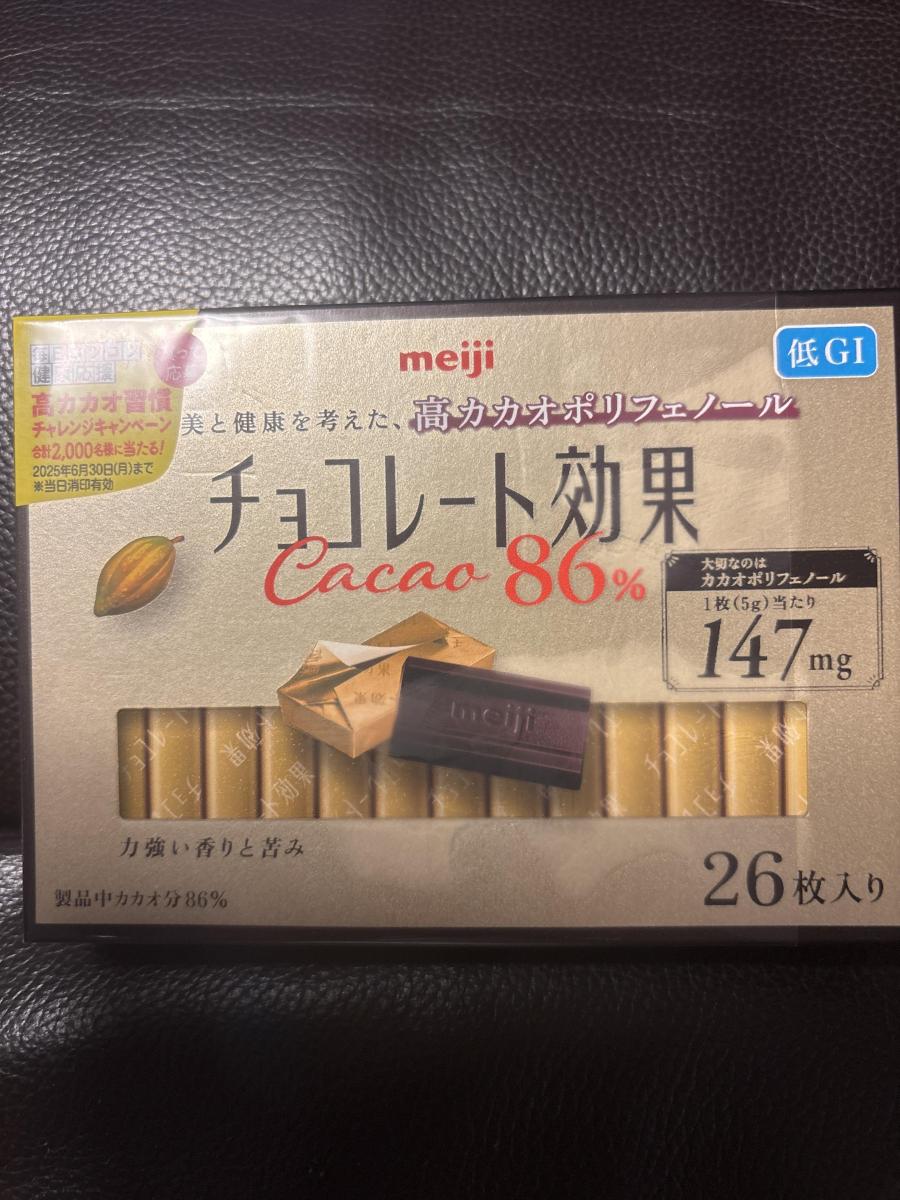 meiji
低GI
高カカオ習慣
チャレンジキャンペーン
合計2,000名様に当たる!
2025年6月30日(月)まで
※当日消印有効
美と健康を考えた、高カカオポリフェノール
チョコレート効果
Cacao 86%
大切なのは
カカオポリフェノール
1枚(5g)当たり
147mg
meiji
力強い香りと苦み
26枚入り
製品中カカオ分86%